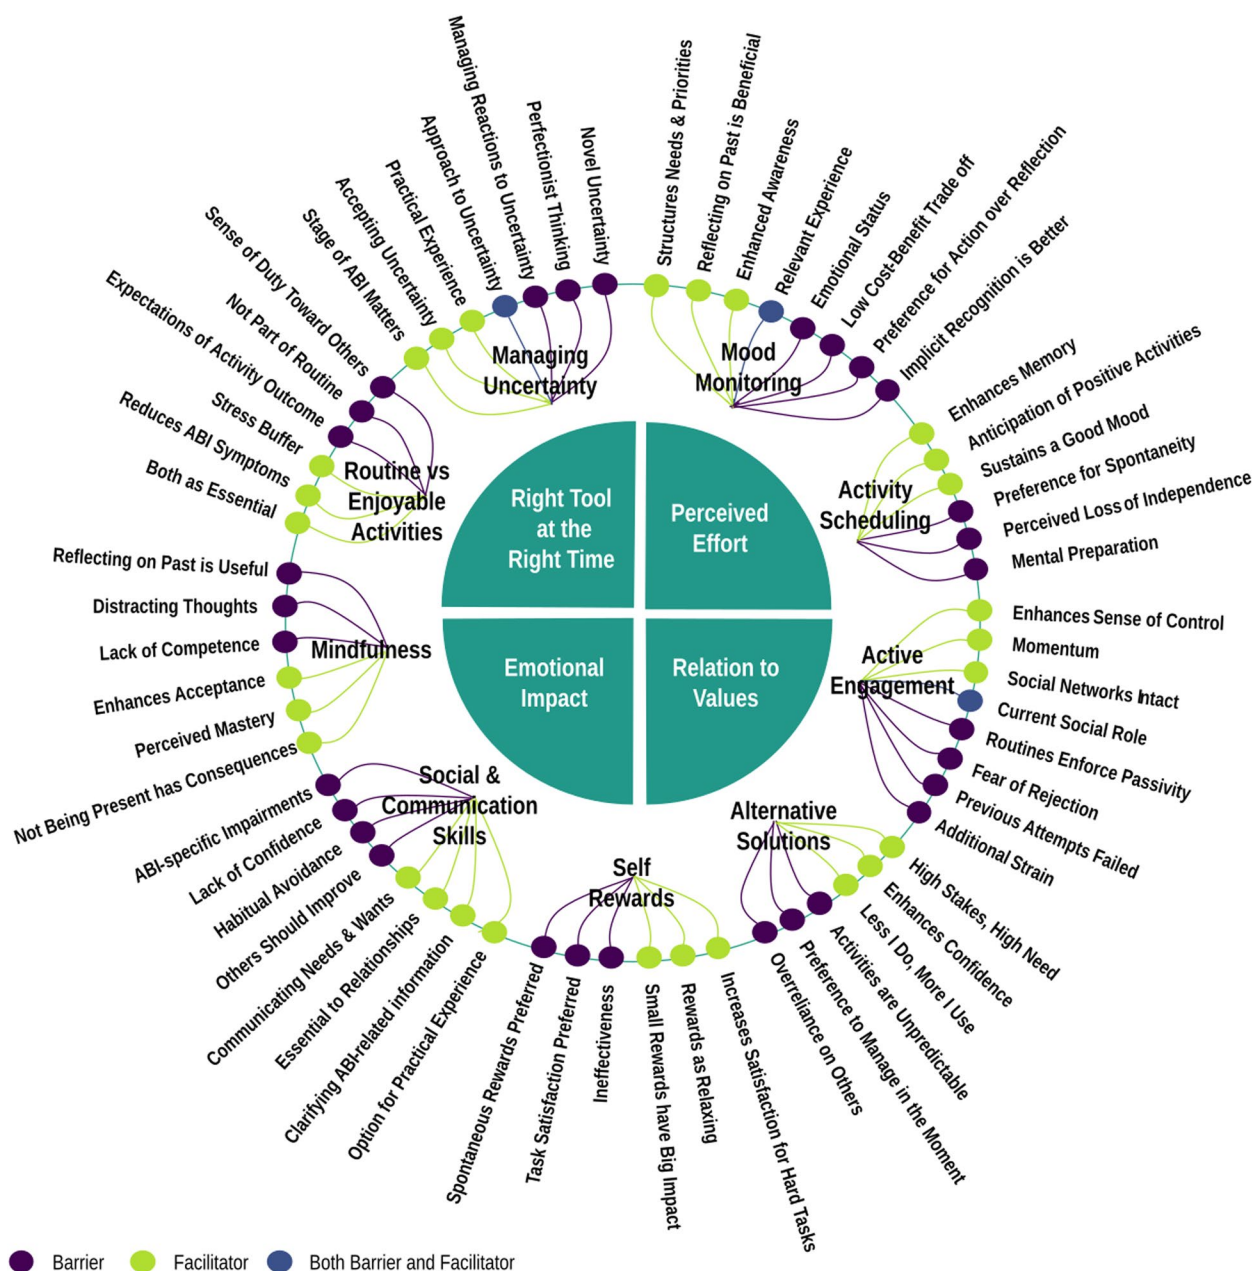 Structures Needs & Priorities
Reflecting on Past is Beneficial
Enhanced Awareness
Relevant Experience
Emotional Status
Low Cost-Benefit Trade off
Preference for Action over Reflection
Implicit Recognition is Better
Mood
Monitoring
Enhances Memory
Anticipation of Positive Activities
Sustains a Good Mood
Preference for Spontaneity
Perceived Loss of Independence
Mental Preparation
Activity
Scheduling
Enhances Sense of Control
Momentum
Social Networks Intact
Current Social Role
Routines Enforce Passivity
Fear of Rejection
Previous Attempts Failed
Additional Strain
Active
Engagement
High Stakes, High Need
Enhances Confidence
Less I Do, More I Use
Activities are Unpredictable
Preference to Manage in the Moment
Overreliance on Others
Alternative
Solutions
Increases Satisfaction for Hard Tasks
Rewards as Relaxing
Small Rewards have Big Impact
Ineffectiveness
Task Satisfaction Preferred
Spontaneous Rewards Preferred
Self
Rewards
Option for Practical Experience
Clarifying ABI-related information
Essential to Relationships
Communicating Needs & Wants
Others Should Improve
Habitual Avoidance
Lack of Confidence
ABI-specific Impairments
Social &
Communication
Skills
Not Being Present has Consequences
Perceived Mastery
Enhances Acceptance
Lack of Competence
Distracting Thoughts
Reflecting on Past is Useful
Mindfulness
Both as Essential
Reduces ABI Symptoms
Stress Buffer
Expectations of Activity Outcome
Not Part of Routine
Sense of Duty Toward Others
Routine vs
Enjoyable
Activities
Stage of ABI Matters
Accepting Uncertainty
Practical Experience
Approach to Uncertainty
Managing Reactions to Uncertainty
Perfectionist Thinking
Novel Uncertainty
Managing
Uncertainty
Right Tool
at the
Right Time
Perceived
Effort
Emotional
Impact
Relation to
Values
Barrier
Facilitator
Both Barrier and Facilitator